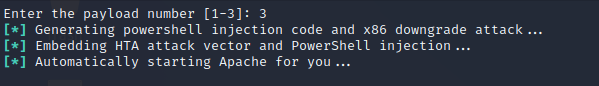 Enter the payload number [1-3]: 3
[*] Generating powershell injection code and x86 downgrade attack...
[*] Embedding HTA attack vector and PowerShell injection...
[*] Automatically starting Apache for you...